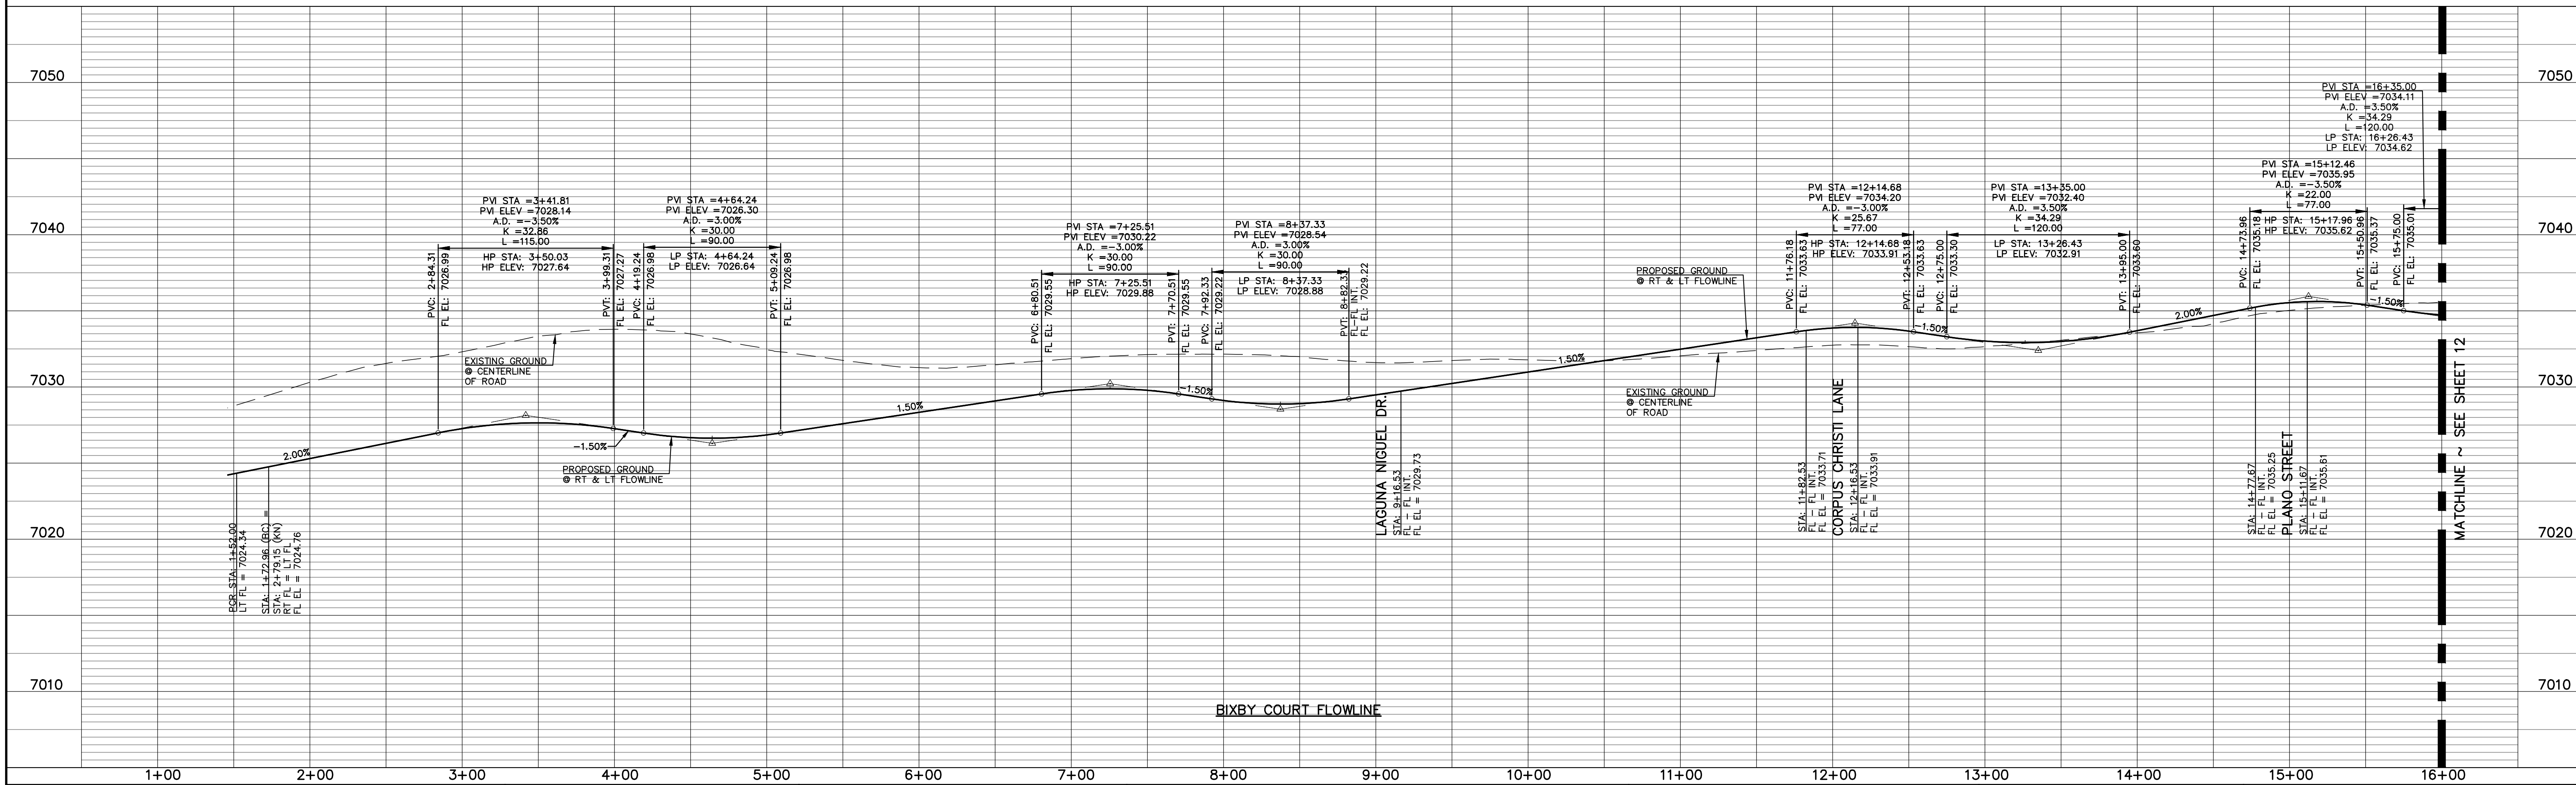 7050
7040
7030
7020
7010
PVI STA =3+41.81
PVI ELEV =7028.14
A.D. =-3.50%
K =32.86
L =115.00
HP STA: 3+50.03
HP ELEV: 7027.64
PVC: 2+84.31
FL EL: 7026.99
PVT: 3+99.31
FL EL: 7027.27
PVI STA =4+64.24
PVI ELEV =7026.30
A.D. =3.00%
K =30.00
L =90.00
LP STA: 4+64.24
LP ELEV: 7026.64
PVC: 4+19.24
FL EL: 7026.98
PVT: 5+09.24
FL EL: 7026.98
PVI STA =7+25.51
PVI ELEV =7030.22
A.D. =-3.00%
K =30.00
L =90.00
HP STA: 7+25.51
HP ELEV: 7029.88
PVC: 6+80.51
FL EL: 7029.55
PVT: 7+70.51
FL EL: 7029.55
PVI STA =8+37.33
PVI ELEV =7028.54
A.D. =3.00%
K =30.00
L =90.00
LP STA: 8+37.33
LP ELEV: 7028.88
PVC: 7+92.33
FL EL: 7029.22
PVT: 8+82.33
FL-FL INT.
FL EL: 7029.22
PVI STA =12+14.68
PVI ELEV =7034.20
A.D. =-3.00%
K =25.67
L =77.00
HP STA: 12+14.68
HP ELEV: 7033.91
PVC: 11+76.18
FL EL: 7033.63
PVT: 12+53.18
FL EL: 7033.63
PVI STA =13+35.00
PVI ELEV =7032.40
A.D. =3.50%
K =34.29
L =120.00
LP STA: 13+26.43
LP ELEV: 7032.91
PVC: 12+75.00
FL EL: 7033.30
PVT: 13+95.00
FL EL: 7033.60
PVI STA =15+12.46
PVI ELEV =7035.95
A.D. =-3.50%
K =22.00
L =77.00
HP STA: 15+17.96
HP ELEV: 7035.62
PVC: 14+73.96
FL EL: 7035.18
PVT: 15+50.96
FL EL: 7035.37
PVI STA =16+35.00
PVI ELEV =7034.11
A.D. =3.50%
K =34.29
L =120.00
LP STA: 16+26.43
LP ELEV: 7034.62
PVC: 15+75.00
FL EL: 7035.01
7050
7040
7030
7020
7010
EXISTING GROUND
@ CENTERLINE
OF ROAD
PROPOSED GROUND
@ RT & LT FLOWLINE
PROPOSED GROUND
@ RT & LT FLOWLINE
EXISTING GROUND
@ CENTERLINE
OF ROAD
2.00%
-1.50%
1.50%
-1.50%
1.50%
-1.50%
2.00%
-1.50%
PCR STA: 1+52.00
LT FL = 7024.34
STA: 1+72.96 (BC) =
STA: 2+79.15 (KN)
RT FL = LT FL
FL EL = 7024.76
LAGUNA NIGUEL DR.
STA: 9+16.53
FL - FL INT.
FL EL = 7029.73
STA: 11+82.53
FL - FL INT.
FL EL = 7033.71
CORPUS CHRISTI LANE
STA: 12+16.53
FL - FL INT.
FL EL = 7033.91
STA: 14+77.67
FL - FL INT.
FL EL = 7035.25
PLANO STREET
STA: 15+11.67
FL - FL INT.
FL EL = 7035.61
MATCHLINE ~ SEE SHEET 12
BIXBY COURT FLOWLINE
1+00
2+00
3+00
4+00
5+00
6+00
7+00
8+00
9+00
10+00
11+00
12+00
13+00
14+00
15+00
16+00